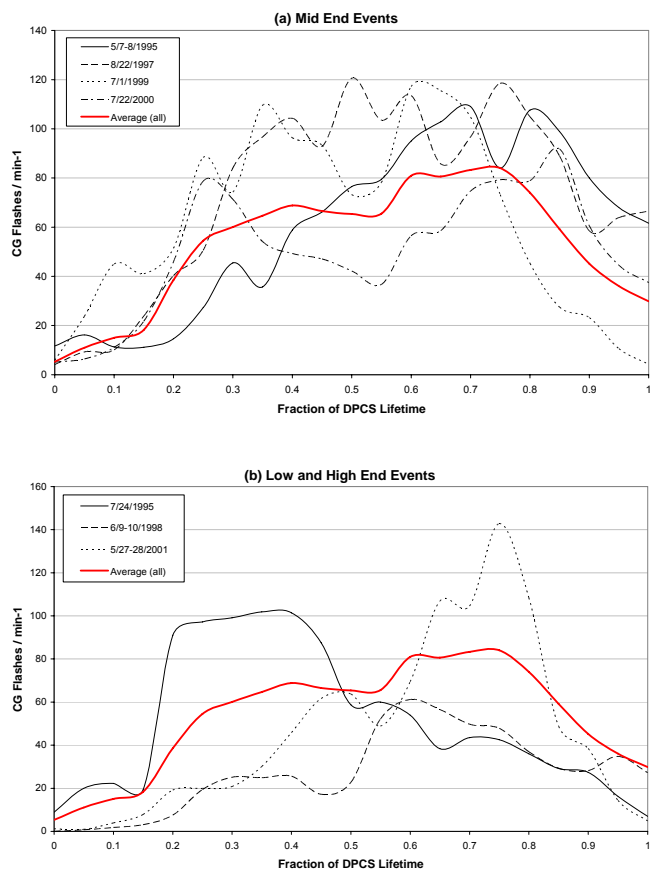 (a) Mid End Events
140
120
100
80
60
40
20
0
CG Flashes / min-1
5/7-8/1995
8/22/1997
7/1/1999
7/22/2000
Average (all)
0 0.1 0.2 0.3 0.4 0.5 0.6 0.7 0.8 0.9 1
Fraction of DPCS Lifetime
(b) Low and High End Events
160
140
120
100
80
60
40
20
0
CG Flashes / min-1
7/24/1995
6/9-10/1998
5/27-28/2001
Average (all)
0 0.1 0.2 0.3 0.4 0.5 0.6 0.7 0.8 0.9 1
Fraction of DPCS Lifetime